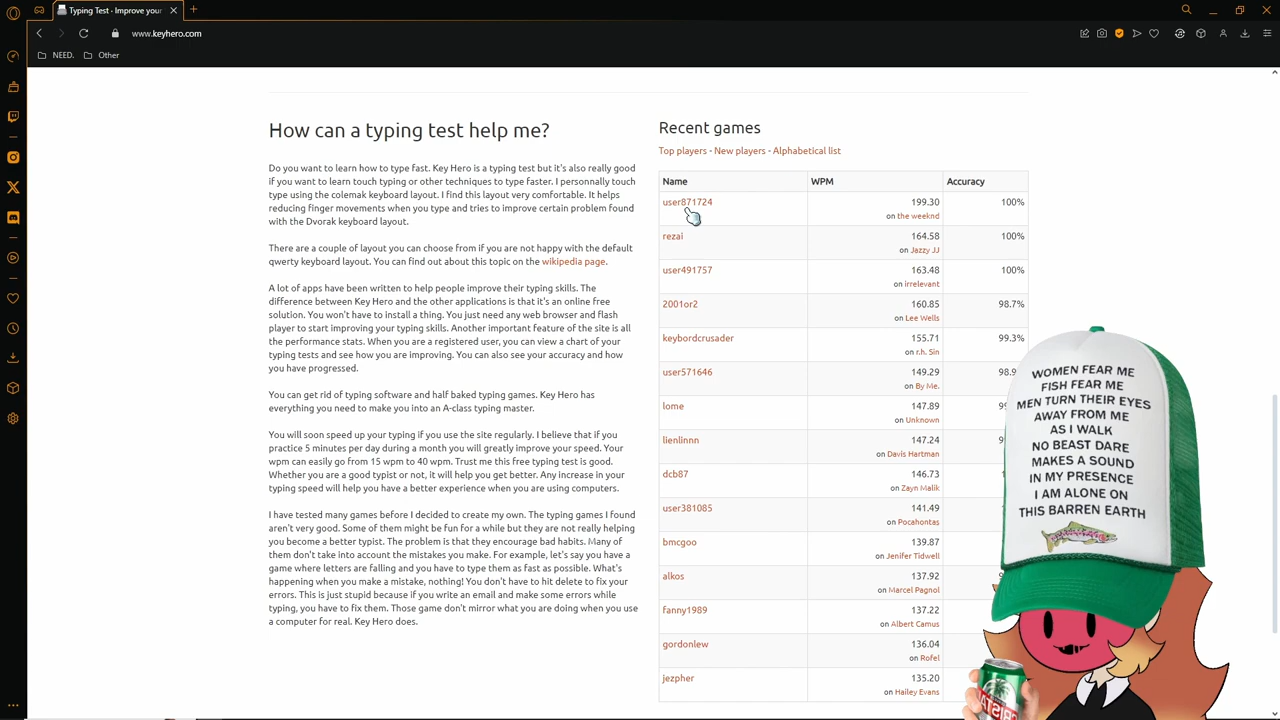 Typing Test - Improve your
www.keyhero.com
NEED.
Other
How can a typing test help me?
Do you want to learn how to type fast. Key Hero is a typing test but it's also really good
if you want to learn touch typing or other techniques to type faster. I personnally touch
type using the colemak keyboard layout. I find this layout very comfortable. It helps
reducing finger movements when you type and tries to improve certain problem found
with the Dvorak keyboard layout.
There are a couple of layout you can choose from if you are not happy with the default
qwerty keyboard layout. You can find out about this topic on the wikipedia page.
A lot of apps have been written to help people improve their typing skills. The
difference between Key Hero and the other applications is that it's an online free
solution. You won't have to install a thing. You just need any web browser and flash
player to start improving your typing skills. Another important feature of the site is all
the performance stats. When you are a registered user, you can view a chart of your
typing tests and see how you are improving. You can also see your accuracy and how
you have progressed.
You can get rid of typing software and half baked typing games. Key Hero has
everything you need to make you into an A-class typing master.
You will soon speed up your typing if you use the site regularly. I believe that if you
practice 5 minutes per day during a month you will greatly improve your speed. Your
wpm can easily go from 15 wpm to 40 wpm. Trust me this free typing test is good.
Whether you are a good typist or not, it will help you get better. Any increase in your
typing speed will help you have a better experience when you are using computers.
I have tested many games before I decided to create my own. The typing games I found
aren't very good. Some of them might be fun for a while but they are not really helping
you become a better typist. The problem is that they encourage bad habits. Many of
them don't take into account the mistakes you make. For example, let's say you have a
game where letters are falling and you have to type them as fast as possible. What's
happening when you make a mistake, nothing! You don't have to hit delete to fix your
errors. This is just stupid because if you write an email and make some errors while
typing, you have to fix them. Those game don't mirror what you are doing when you use
a computer for real. Key Hero does.
Recent games
Top players - New players - Alphabetical list
Name WPM Accuracy
user871724 199.30 100%
on the weeknd
rezai 164.58 100%
on Jazzy JJ
user491757 163.48 100%
on irrelevant
2001or2 160.85 98.7%
on Lee Wells
keybordcrusader 155.71 99.3%
on r.h. Sin
user571646 149.29 98.9
on By Me.
lome 147.89
on Unknown
lienlinnn 147.24
on Davis Hartman
dcb87 146.73
on Zayn Malik
user381085 141.49
on Pocahontas
bmcgoo 139.87
on Jenifer Tidwell
alkos 137.92
on Marcel Pagnol
fanny1989 137.22
on Albert Camus
gordonlew 136.04
on Rofel
jezpher 135.20
on Hailey Evans
WOMEN FEAR ME
FISH FEAR ME
MEN TURN THEIR EYES
AWAY FROM ME
AS I WALK
NO BEAST DARE
MAKES A SOUND
IN MY PRESENCE
I AM ALONE ON
THIS BARREN EARTH